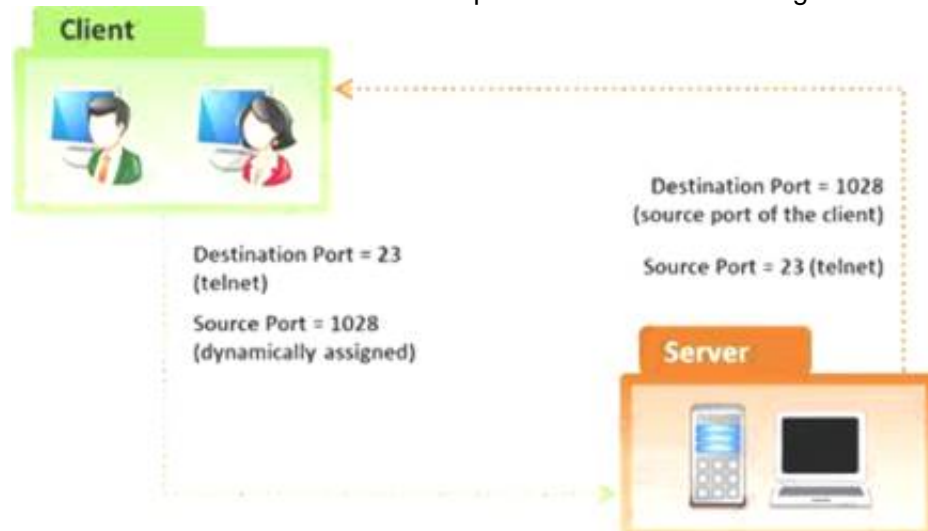 Client
Destination Port = 23
(telnet)
Source Port = 1028
(dynamically assigned)
Destination Port = 1028
(source port of the client)
Source Port = 23 (telnet)
Server